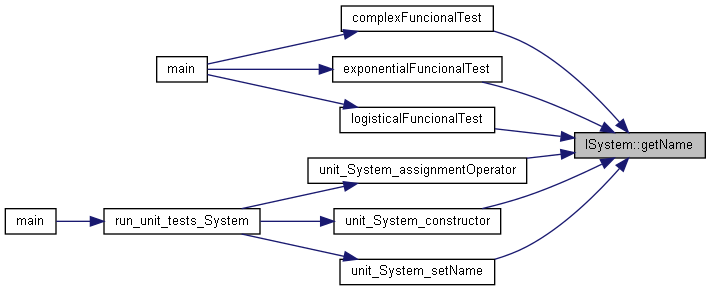 complexFuncionalTest
main
exponentialFuncionalTest
logisticalFuncionalTest
ISystem::getName
unit_System_assignmentOperator
main
run_unit_tests_System
unit_System_constructor
unit_System_setName